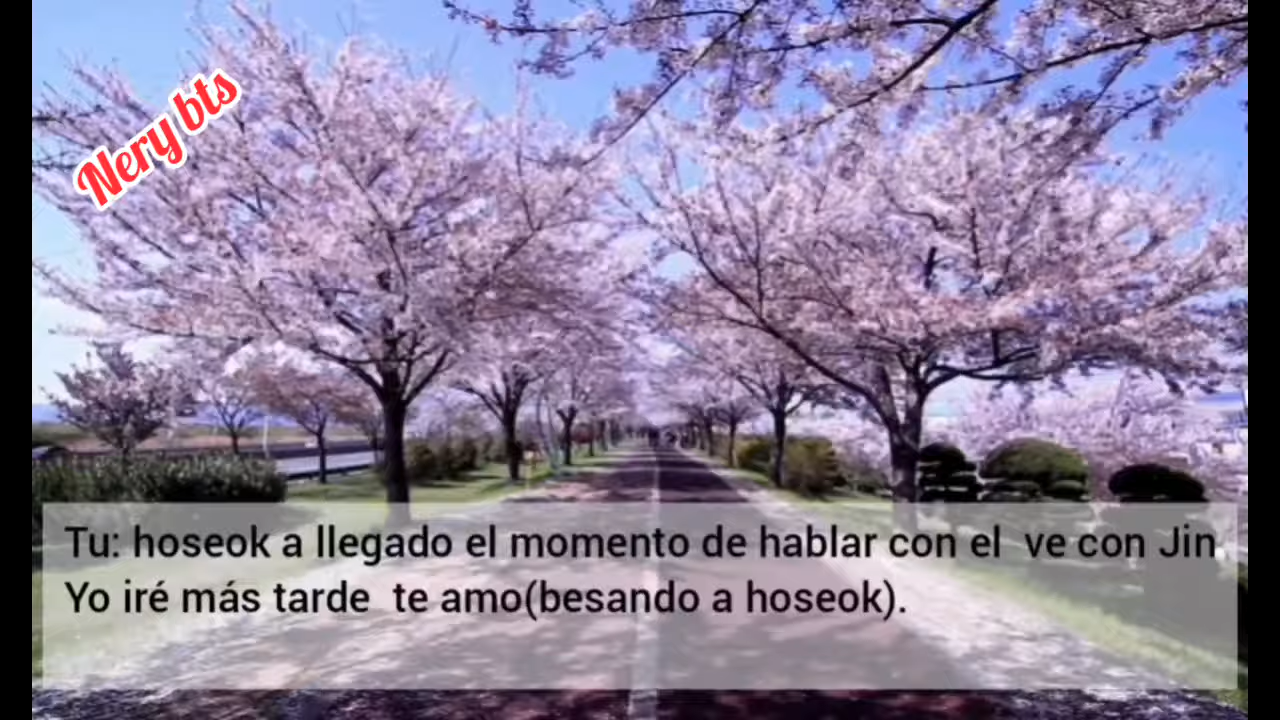 Nery bts
Tu: hoseok a llegado el momento de hablar con el ve con Jin
Yo iré más tarde te amo(besando a hoseok).